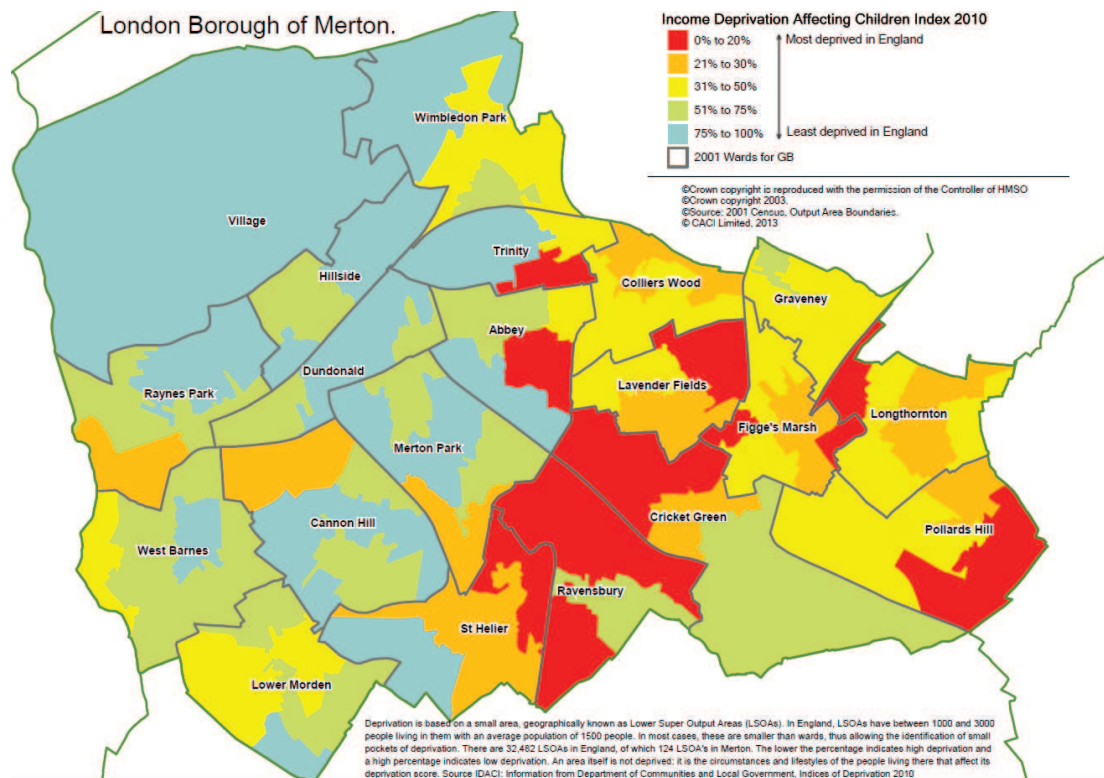 London Borough of Merton.
Income Deprivation Affecting Children Index 2010
0% to 20%
Most deprived in England
21% to 30%
31% to 50%
51% to 75%
75% to 100%
Least deprived in England
2001 Wards for GB
©Crown copyright is reproduced with the permission of the Controller of HMSO
©Crown copyright 2003.
©Source: 2001 Census, Output Area Boundaries.
© CACI Limited, 2013
Wimbledon Park
Village
Trinity
Hillside
Colliers Wood
Graveney
Abbey
Dundonald
Raynes Park
Lavender Fields
Longthornton
Figge's Marsh
Merton Park
Cannon Hill
Cricket Green
Pollards Hill
West Barnes
Ravensbury
St Helier
Lower Morden
Deprivation is based on a small area, geographically known as Lower Super Output Areas (LSOAs). In England, LSOAs have between 1000 and 3000
people living in them with an average population of 1500 people. In most cases, these are smaller than wards, thus allowing the identification of small
pockets of deprivation. There are 32,482 LSOAs in England, of which 124 LSOA's in Merton. The lower the percentage indicates high deprivation and
a high percentage indicates low deprivation. An area itself is not deprived: it is the circumstances and lifestyles of the people living there that affect its
deprivation score. Source IDACI: Information from Department of Communities and Local Government, Indices of Deprivation 2010